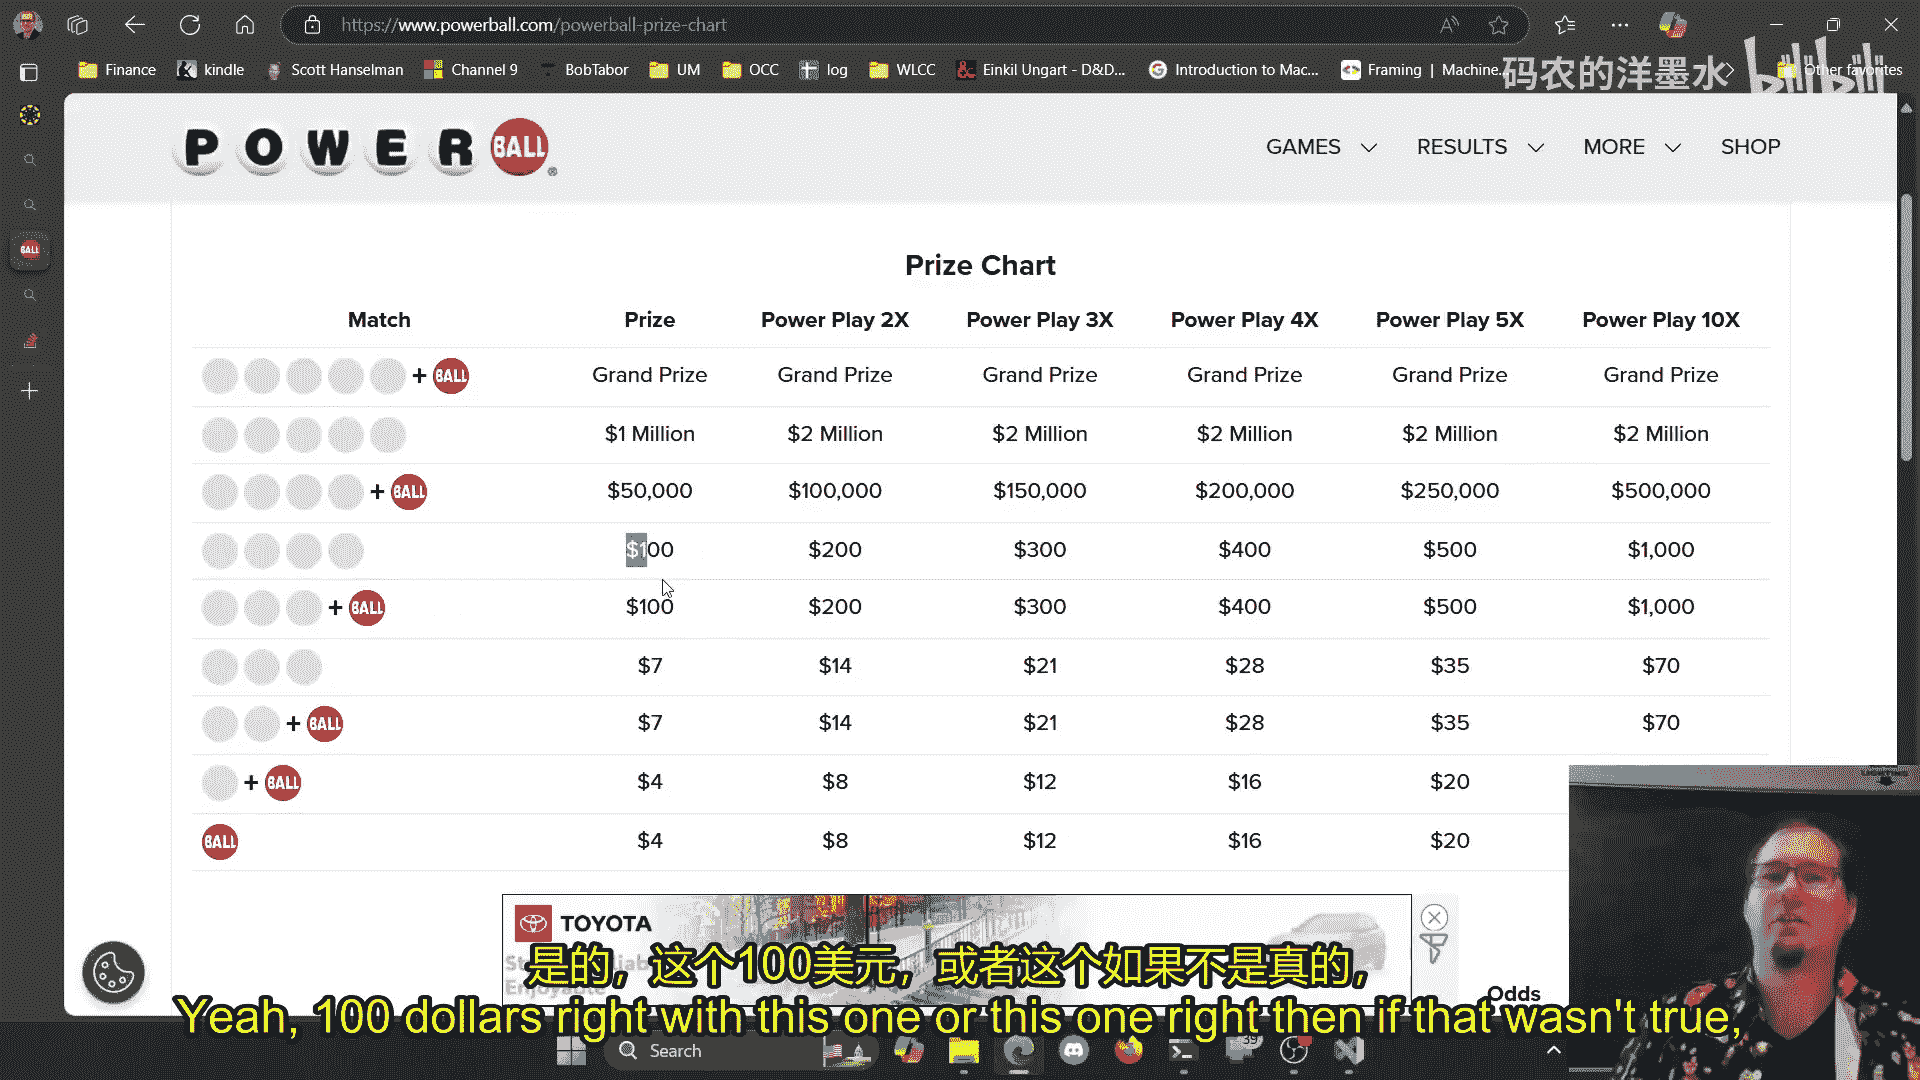 https://www.powerball.com/powerball-prize-chart
Finance kindle Scott Hanselman Channel 9 BobTabor UM OCC log WLCC Einkil Ungart - D&D... Introduction to Mac... Framing | Machine... Other favorites
码农的洋墨水 bilibili
POWER BALL
GAMES RESULTS MORE SHOP
BALL
Prize Chart
Match Prize Power Play 2X Power Play 3X Power Play 4X Power Play 5X Power Play 10X
+ BALL Grand Prize Grand Prize Grand Prize Grand Prize Grand Prize Grand Prize
$1 Million $2 Million $2 Million $2 Million $2 Million $2 Million
+ BALL $50,000 $100,000 $150,000 $200,000 $250,000 $500,000
$100 $200 $300 $400 $500 $1,000
+ BALL $100 $200 $300 $400 $500 $1,000
$7 $14 $21 $28 $35 $70
+ BALL $7 $14 $21 $28 $35 $70
+ BALL $4 $8 $12 $16 $20
BALL $4 $8 $12 $16 $20
TOYOTA
是的，这个100美元，或者这个如果不是真的，
Odds
Yeah, 100 dollars right with this one or this one right then if that wasn't true,
Search
39